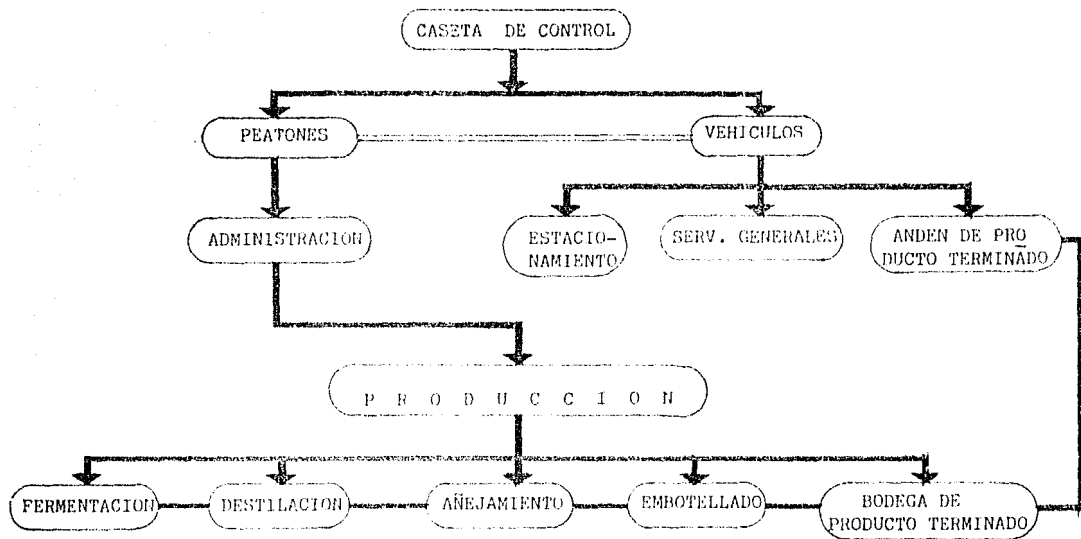 CASETA DE CONTROL
PEATONES
VEHICULOS
ADMINISTRACION
ESTACIO-
NAMIENTO
SERV. GENERALES
ANDEN DE PRO
DUCTO TERMINADO
P R O D U C C I O N
FERMENTACION
DESTILACION
AÑEJAMIENTO
EMBOTELLADO
BODEGA DE
PRODUCTO TERMINADO